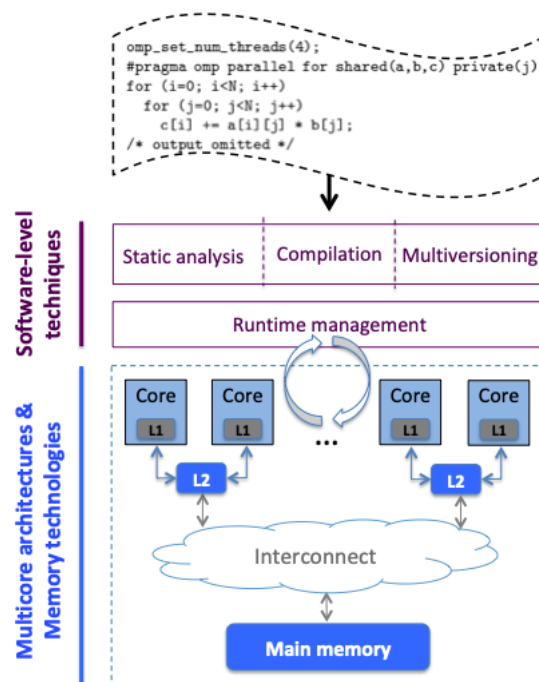 omp_set_num_threads(4);
#pragma omp parallel for shared(a,b,c) private(j)
for (i=0; i<N; i++)
for (j=0; j<N; j++)
c[i] += a[i][j] * b[j];
/* output omitted */
Software-level
techniques
Static analysis Compilation Multiversioning
Runtime management
Multicore architectures &
Memory technologies
Core Core Core Core
L1 L1 ... L1 L1
L2 L2
Interconnect
Main memory